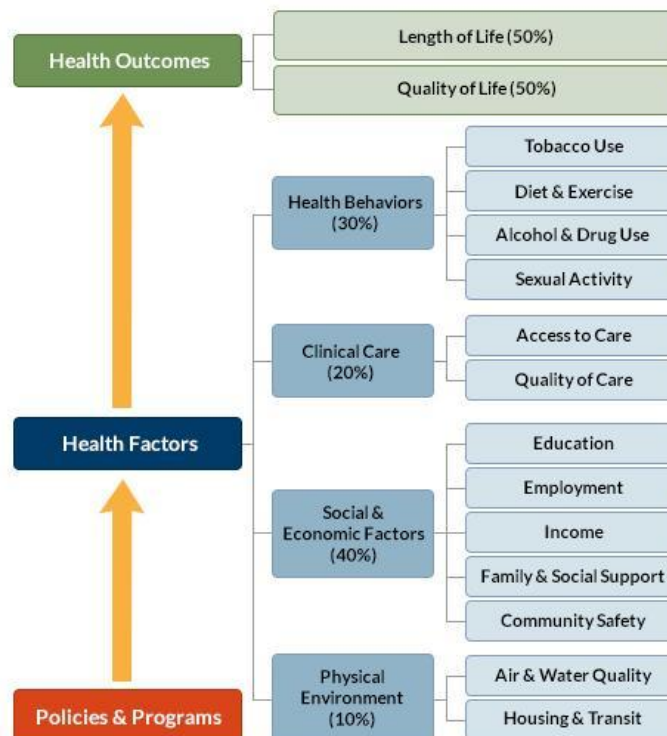 Health Outcomes
Length of Life (50%)
Quality of Life (50%)
Health Factors
Health Behaviors
(30%)
Tobacco Use
Diet & Exercise
Alcohol & Drug Use
Sexual Activity
Clinical Care
(20%)
Access to Care
Quality of Care
Social &
Economic Factors
(40%)
Education
Employment
Income
Family & Social Support
Community Safety
Physical
Environment
(10%)
Air & Water Quality
Housing & Transit
Policies & Programs